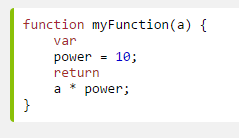 function myFunction(a) {
    var
    power = 10;
    return
    a * power;
}